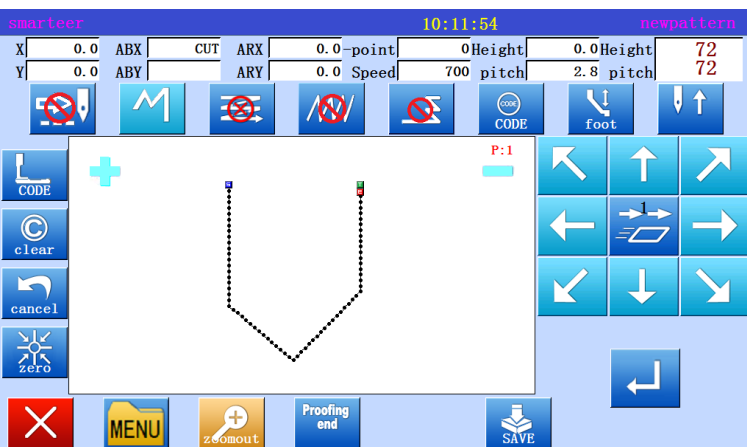 smarteer 10:11:54 newpattern
X 0.0 ABX CUT ARX 0.0 -point 0 Height 0.0 Height 72
Y 0.0 ABY ARY 0.0 Speed 700 pitch 2.8 pitch 72
CODE
CODE
foot
CODE
P:1
clear
1
cancel
zero
MENU
zoomout
Proofing
end
SAVE